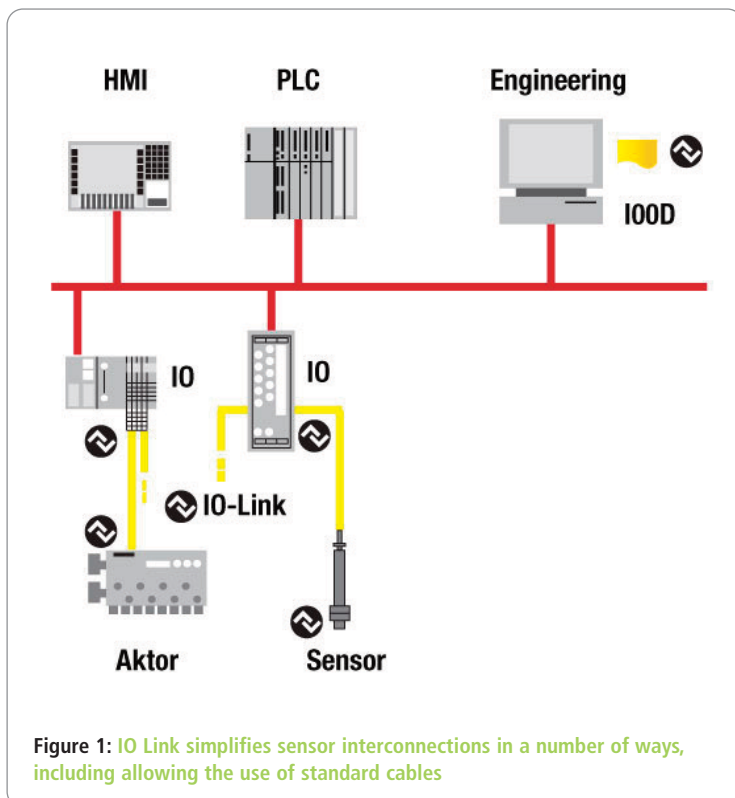 HMI PLC Engineering
I00D
IO IO
IO-Link
Aktor Sensor
Figure 1: IO Link simplifies sensor interconnections in a number of ways,
including allowing the use of standard cables